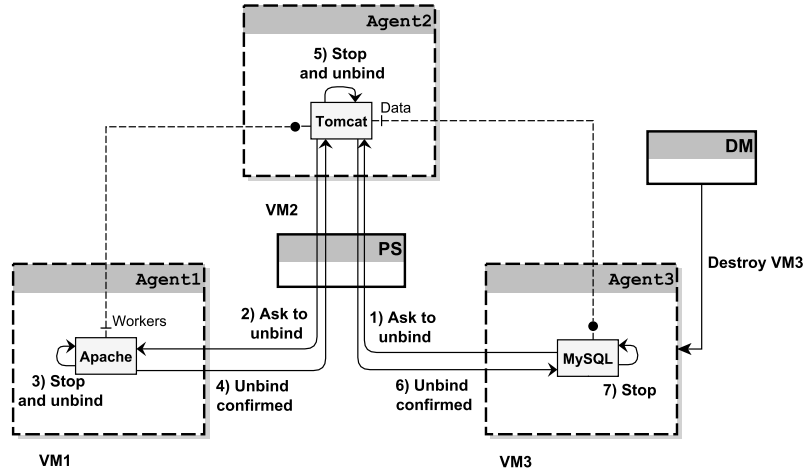 Agent2
5) Stop
and unbind
Data
Tomcat
DM
VM2
PS
Agent1
Agent3
Destroy VM3
Workers
2) Ask to
unbind
1) Ask to
unbind
Apache
MySQL
3) Stop
and unbind
4) Unbind
confirmed
6) Unbind
confirmed
7) Stop
VM1
VM3